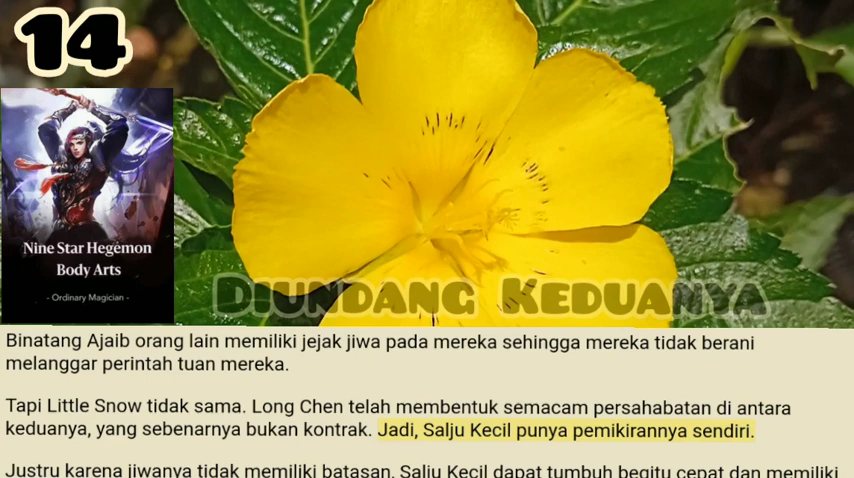 14
Nine Star Hegemon
Body Arts
- Ordinary Magician -
Diundang Keduanya
Binatang Ajaib orang lain memiliki jejak jiwa pada mereka sehingga mereka tidak berani
melanggar perintah tuan mereka.
Tapi Little Snow tidak sama. Long Chen telah membentuk semacam persahabatan di antara
keduanya, yang sebenarnya bukan kontrak. Jadi, Salju Kecil punya pemikirannya sendiri.
Justru karena jiwanya tidak memiliki batasan, Salju Kecil dapat tumbuh begitu cepat dan memiliki